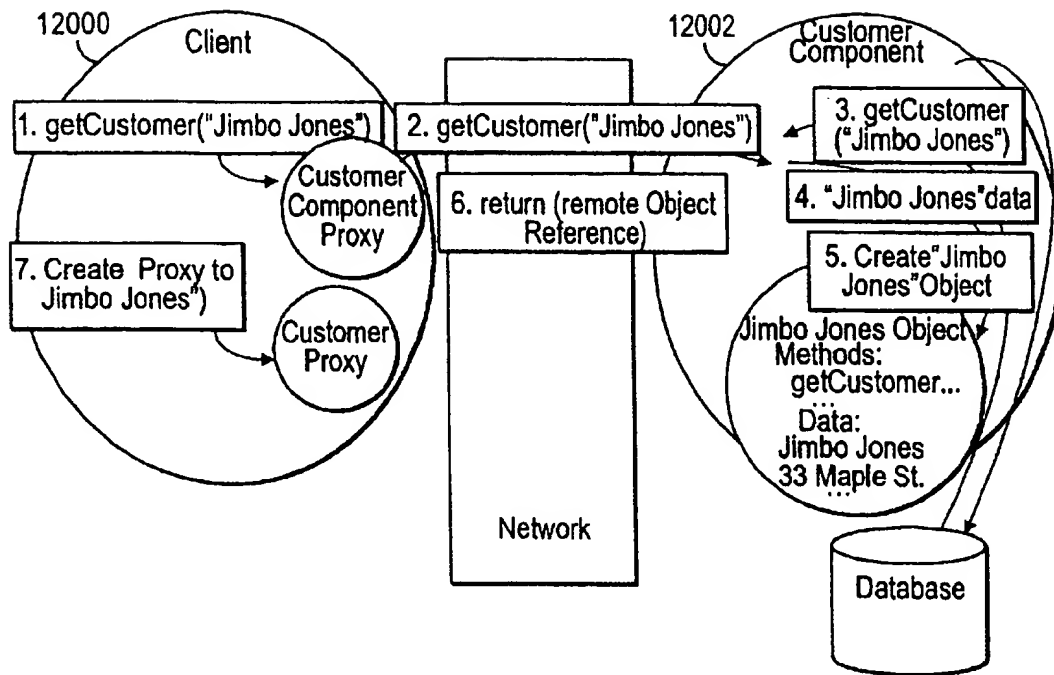 12000
Client
1. getCustomer("Jimbo Jones")
Customer
Component
Proxy
7. Create Proxy to
Jimbo Jones")
Customer
Proxy
2. getCustomer("Jimbo Jones")
6. return (remote Object
Reference)
Network
12002
Customer
Component
3. getCustomer
("Jimbo Jones")
4. "Jimbo Jones"data
5. Create"Jimbo
Jones"Object
Jimbo Jones Object
Methods:
getCustomer...
...
Data:
Jimbo Jones
33 Maple St.
...
Database